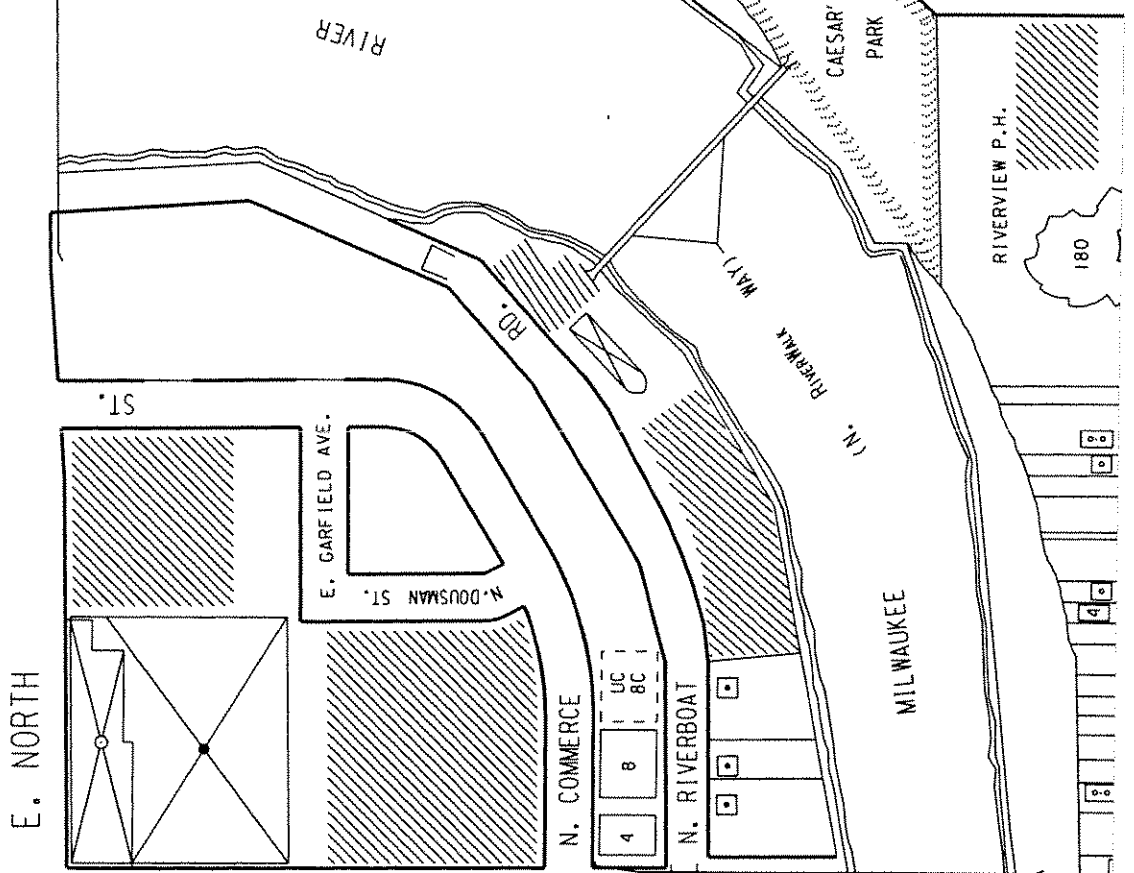 E. NORTH
RIVER
CAESAR'
PARK
RIVERVIEW P.H.
180
ST.
E. GARFIELD AVE.
N. DOUSMAN ST.
RD.
(N. RIVERWALK WAY)
MILWAUKEE
N. COMMERCE
UC
8C
8
4
N. RIVERBOAT
4